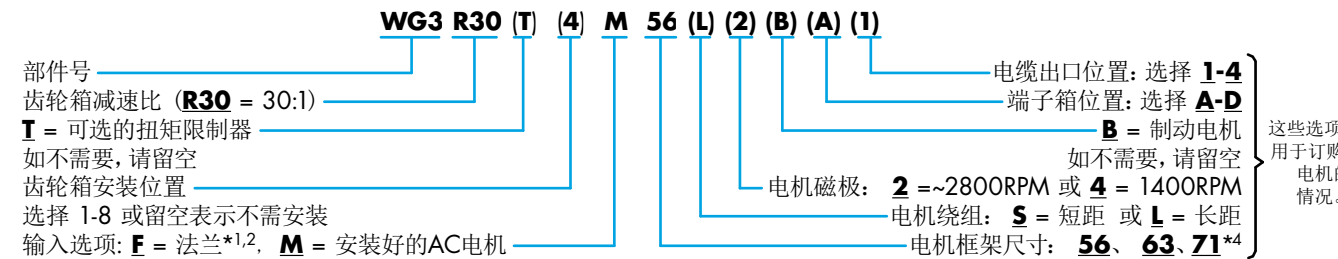 WG3 R30 (T) (4) M 56 (L) (2) (B) (A) (1)
部件号
齿轮箱减速比 (R30 = 30:1)
T = 可选的扭矩限制器
如不需要, 请留空
齿轮箱安装位置
选择 1-8 或留空表示不需安装
输入选项: F = 法兰*1,2, M = 安装好的AC电机
电缆出口位置: 选择 1-4
端子箱位置: 选择 A-D
B = 制动电机
如不需要, 请留空
电机磁极: 2 =~2800RPM 或 4 = 1400RPM
电机绕组: S = 短距 或 L = 长距
电机框架尺寸: 56、 63、71*4
这些选项
用于订购
电机的
情况。